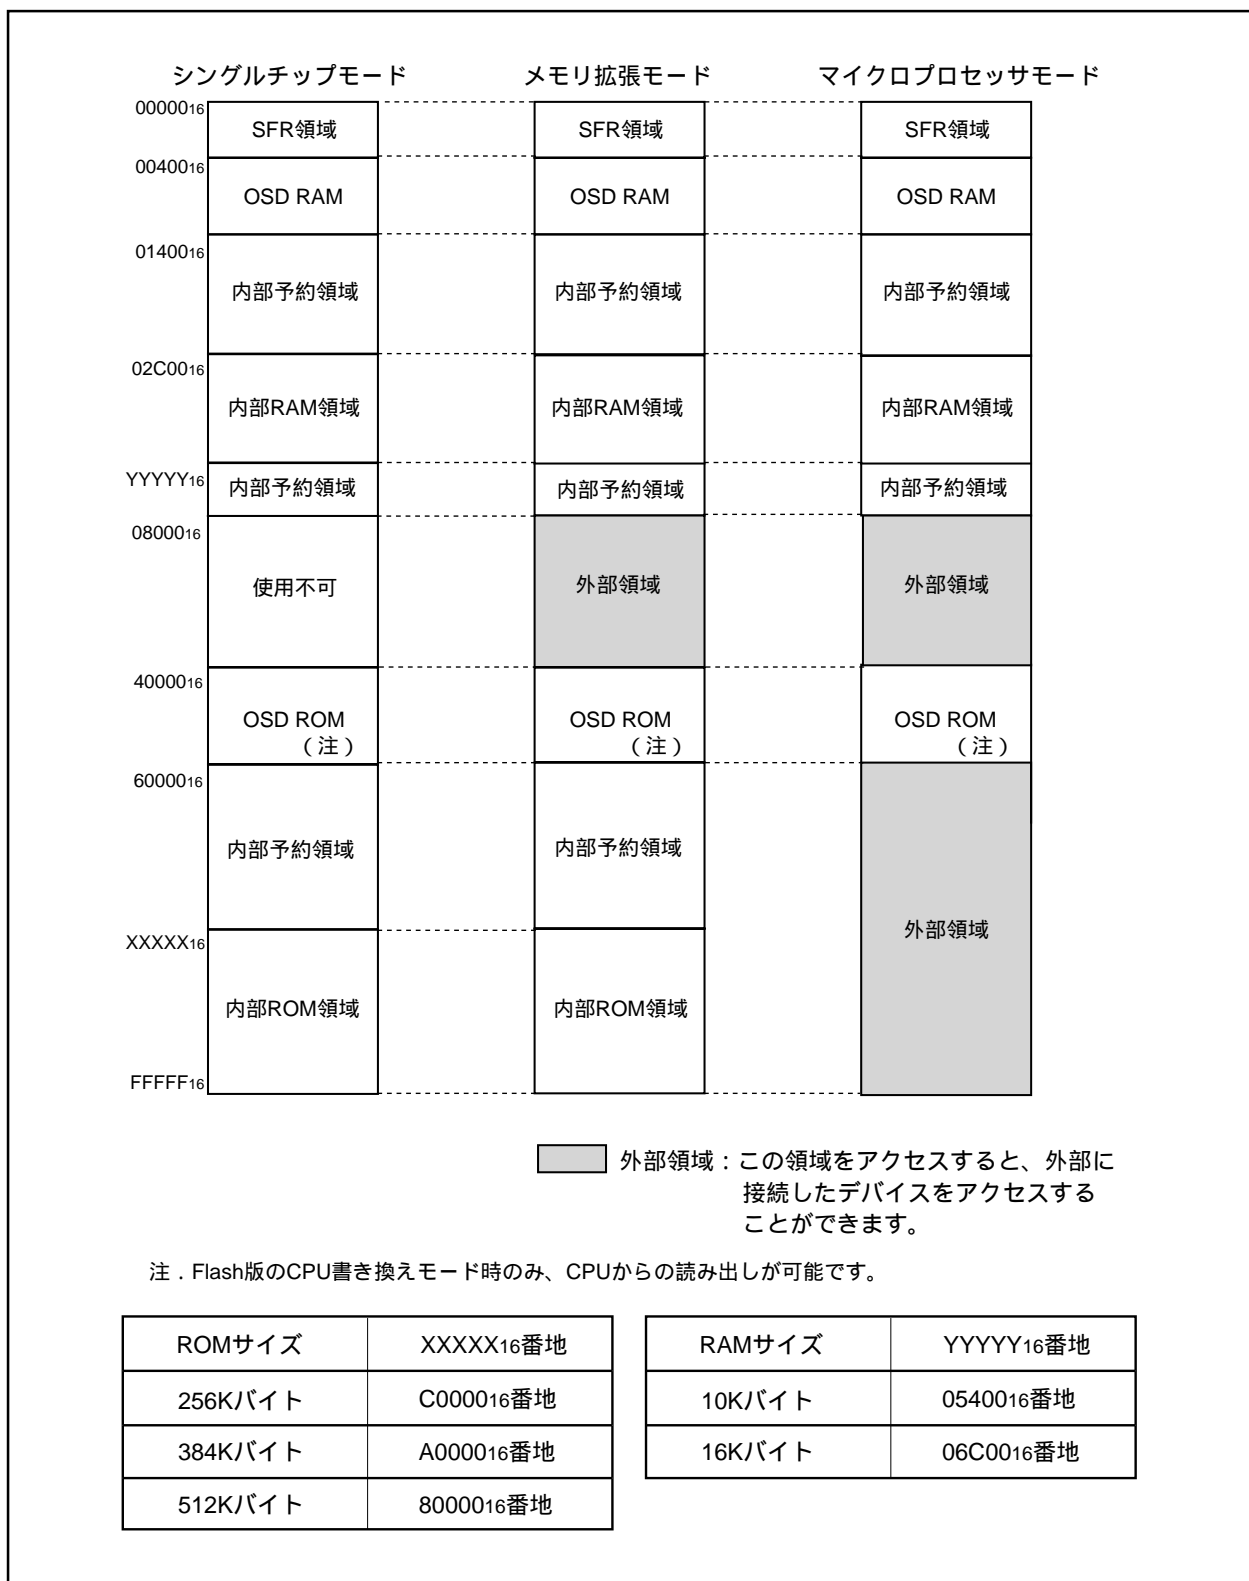 シングルチップモード メモリ拡張モード マイクロプロセッサモード
0000016
SFR領域 SFR領域 SFR領域
0040016
OSD RAM OSD RAM OSD RAM
0140016
内部予約領域 内部予約領域 内部予約領域
02C0016
内部RAM領域 内部RAM領域 内部RAM領域
YYYYY16
内部予約領域 内部予約領域 内部予約領域
0800016
使用不可 外部領域 外部領域
4000016
OSD ROM OSD ROM OSD ROM
（注） （注） （注）
6000016
内部予約領域 内部予約領域
外部領域
XXXXX16
内部ROM領域 内部ROM領域
FFFFF16
外部領域：この領域をアクセスすると、外部に
接続したデバイスをアクセスする
ことができます。
注．Flash版のCPU書き換えモード時のみ、CPUからの読み出しが可能です。
ROMサイズ XXXXX16番地
256Kバイト C000016番地
384Kバイト A000016番地
512Kバイト 8000016番地
RAMサイズ YYYYY16番地
10Kバイト 0540016番地
16Kバイト 06C0016番地